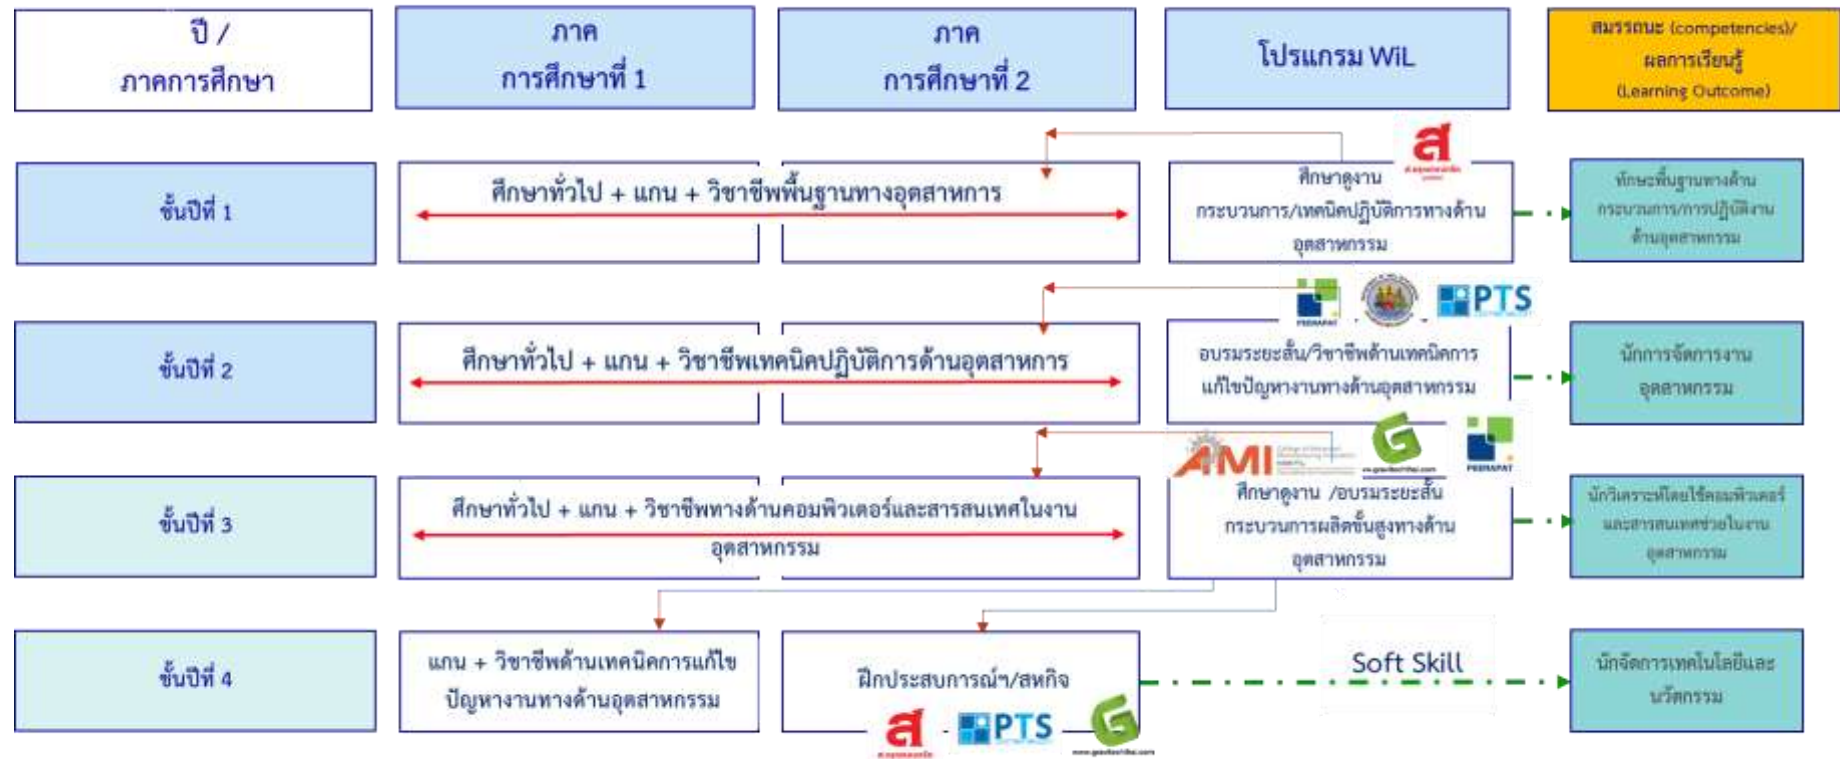 ปี /
ภาคการศึกษา
ภาค
การศึกษาที่ 1
ภาค
การศึกษาที่ 2
โปรแกรม WiL
สมรรถนะ (competencies)/
ผลการเรียนรู้
(Learning Outcome)
ชั้นปีที่ 1
ศึกษาทั่วไป + แกน + วิชาชีพพื้นฐานทางอุตสาหการ
ส
ศึกษาดูงาน
กระบวนการ/เทคนิคปฏิบัติการทางด้าน
อุตสาหกรรม
ทักษะพื้นฐานทางด้าน
กระบวนการ/การปฏิบัติงาน
ด้านอุตสาหกรรม
ชั้นปีที่ 2
ศึกษาทั่วไป + แกน + วิชาชีพเทคนิคปฏิบัติการด้านอุตสาหการ
PEERAPAT
PTS
อบรมระยะสั้น/วิชาชีพด้านเทคนิคการ
แก้ไขปัญหางานทางด้านอุตสาหกรรม
นักการจัดการงาน
อุตสาหกรรม
ชั้นปีที่ 3
ศึกษาทั่วไป + แกน + วิชาชีพทางด้านคอมพิวเตอร์และสารสนเทศในงาน
อุตสาหกรรม
AMI
G
www.gravitechthai.com
PEERAPAT
ศึกษาดูงาน /อบรมระยะสั้น
กระบวนการผลิตขั้นสูงทางด้าน
อุตสาหกรรม
นักวิเคราะห์โดยใช้คอมพิวเตอร์
และสารสนเทศช่วยในงาน
อุตสาหกรรม
ชั้นปีที่ 4
แกน + วิชาชีพด้านเทคนิคการแก้ไข
ปัญหางานทางด้านอุตสาหกรรม
ฝึกประสบการณ์ฯ/สหกิจ
ส
PTS
G
www.gravitechthai.com
Soft Skill
นักจัดการเทคโนโลยีและ
นวัตกรรม